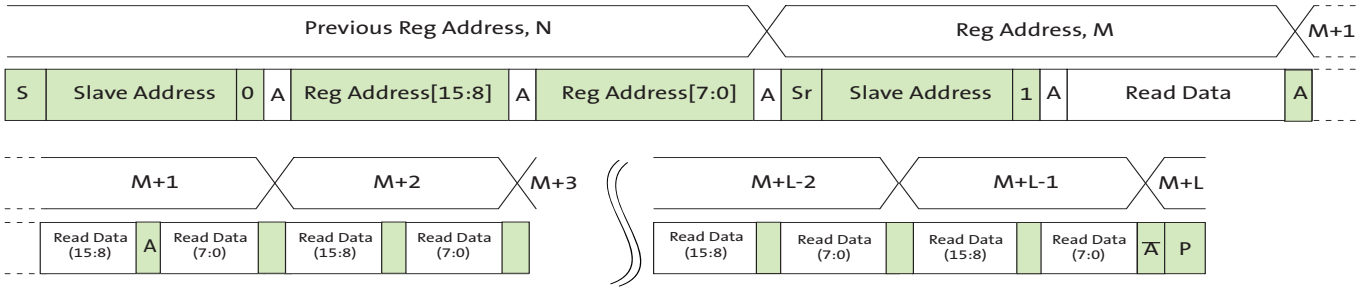 Previous Reg Address, N Reg Address, M M+1
S Slave Address 0 A Reg Address[15:8] A Reg Address[7:0] A Sr Slave Address 1 A Read Data A
M+1 M+2 M+3 M+L-2 M+L-1 M+L
Read Data Read Data Read Data Read Data Read Data Read Data Read Data Read Data
(15:8) A (7:0) (15:8) (7:0) (15:8) (7:0) (15:8) (7:0) A̅ P